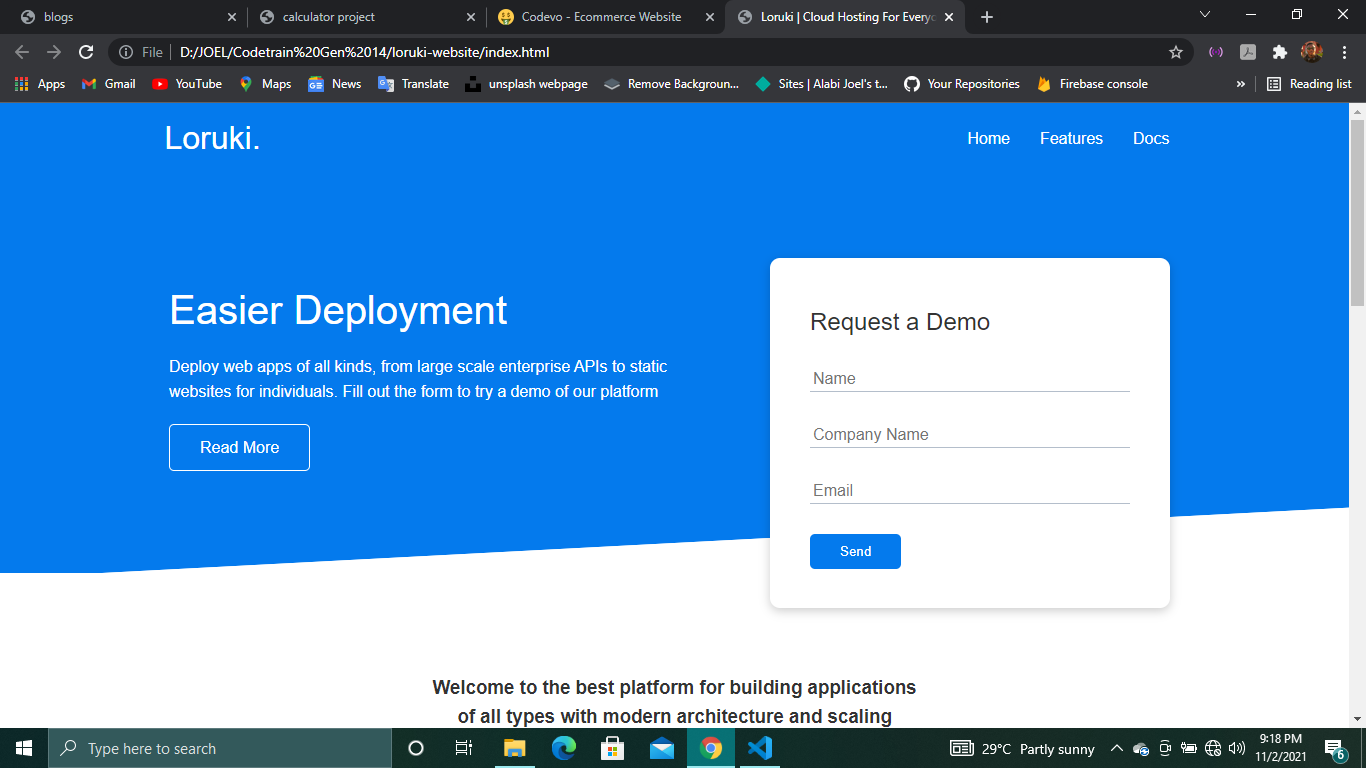 blogs
calculator project
Codevo - Ecommerce Website
Loruki | Cloud Hosting For Everyo
File
D:/JOEL/Codetrain%20Gen%2014/loruki-website/index.html
Apps
Gmail
YouTube
Maps
News
Translate
unsplash webpage
Remove Backgroun...
Sites | Alabi Joel's t...
Your Repositories
Firebase console
»
Reading list
Loruki.
Home
Features
Docs
Easier Deployment
Deploy web apps of all kinds, from large scale enterprise APIs to static
websites for individuals. Fill out the form to try a demo of our platform
Read More
Request a Demo
Name
Company Name
Email
Send
Welcome to the best platform for building applications
of all types with modern architecture and scaling
Type here to search
29°C Partly sunny
9:18 PM
11/2/2021
6